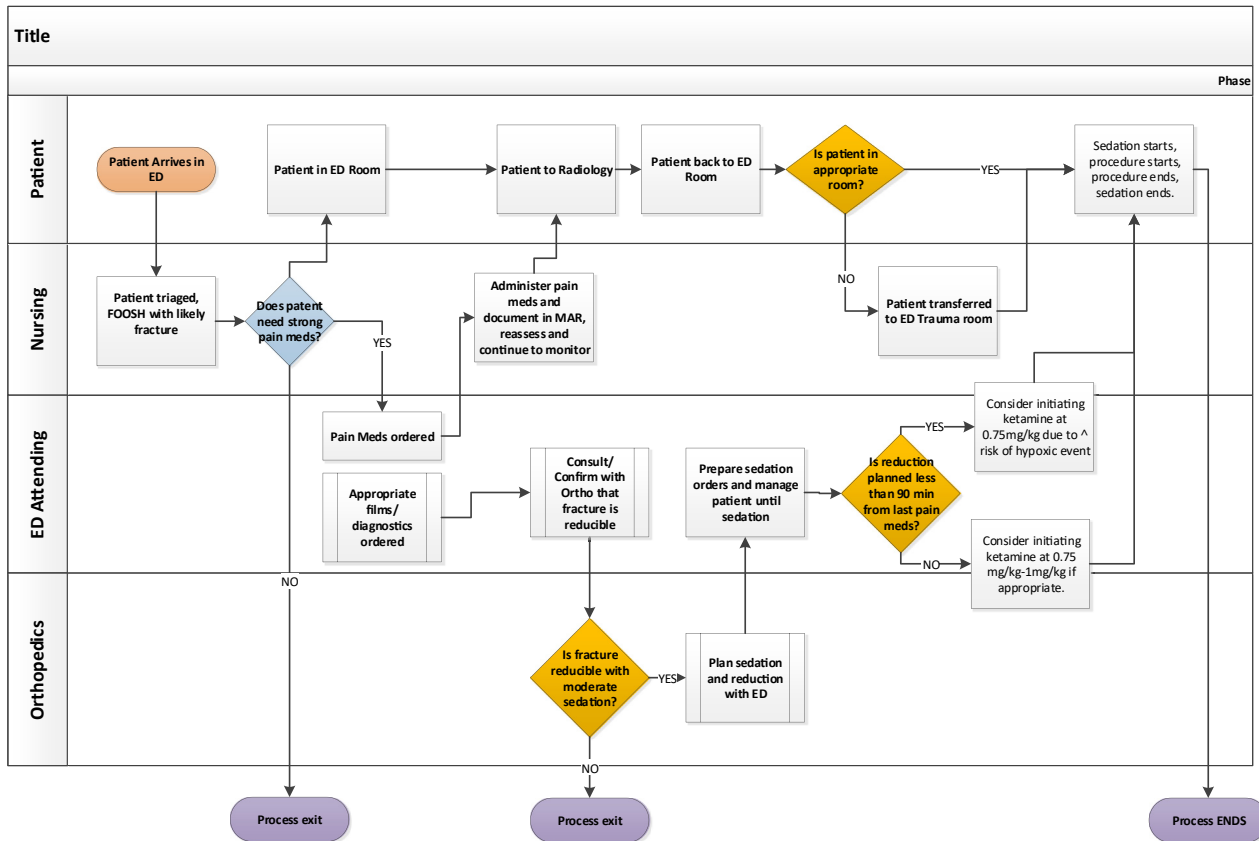 Title
Phase
Patient
Patient Arrives in
ED
Patient in ED Room
Patient to Radiology
Patient back to ED
Room
Is patient in
appropriate
room?
YES
NO
Sedation starts,
procedure starts,
procedure ends,
sedation ends.
Nursing
Patient triaged,
FOOSH with likely
fracture
Does patent
need strong
pain meds?
YES
NO
Administer pain
meds and
document in MAR,
reassess and
continue to monitor
Patient transferred
to ED Trauma room
ED Attending
Pain Meds ordered
Appropriate
films/
diagnostics
ordered
Consult/
Confirm with
Ortho that
fracture is
reducible
Prepare sedation
orders and manage
patient until
sedation
Is reduction
planned less
than 90 min
from last pain
meds?
YES
NO
Consider initiating
ketamine at
0.75mg/kg due to ^
risk of hypoxic event
Consider initiating
ketamine at 0.75
mg/kg-1mg/kg if
appropriate.
Orthopedics
Is fracture
reducible with
moderate
sedation?
YES
NO
Plan sedation
and reduction
with ED
Process exit
Process exit
Process ENDS